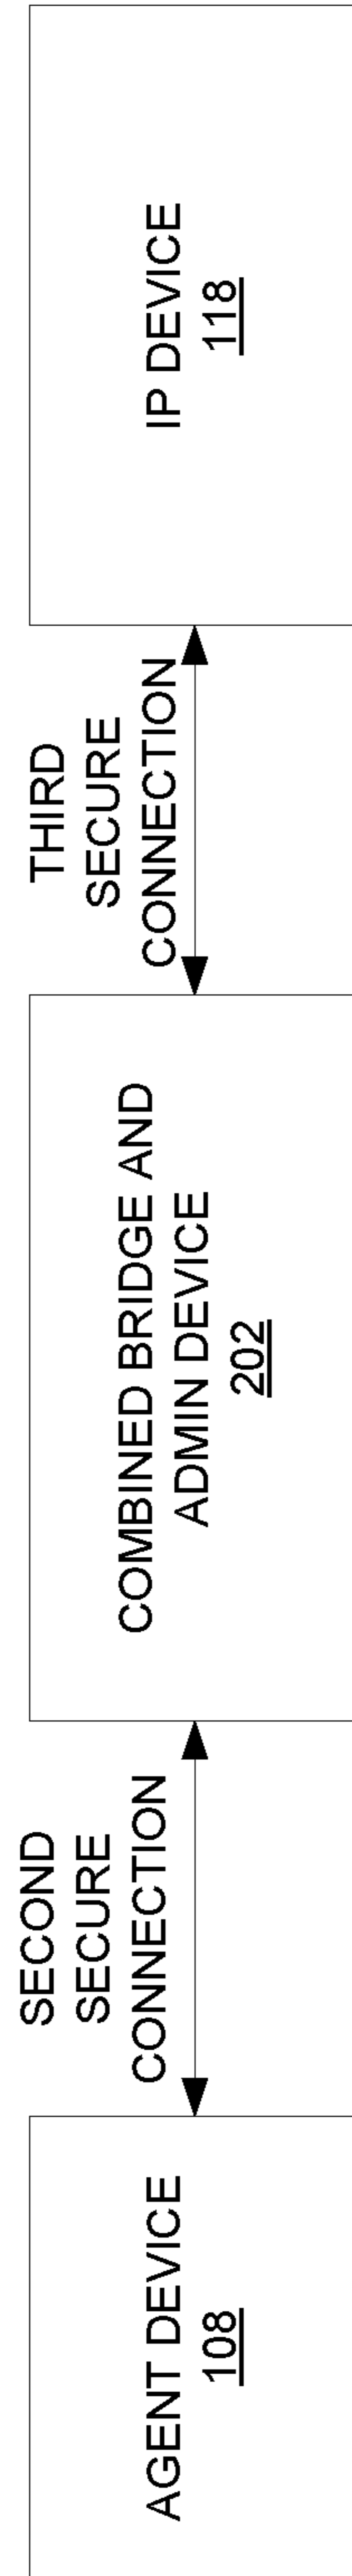 AGENT DEVICE
108
SECOND
SECURE
CONNECTION
COMBINED BRIDGE AND
ADMIN DEVICE
202
THIRD
SECURE
CONNECTION
IP DEVICE
118